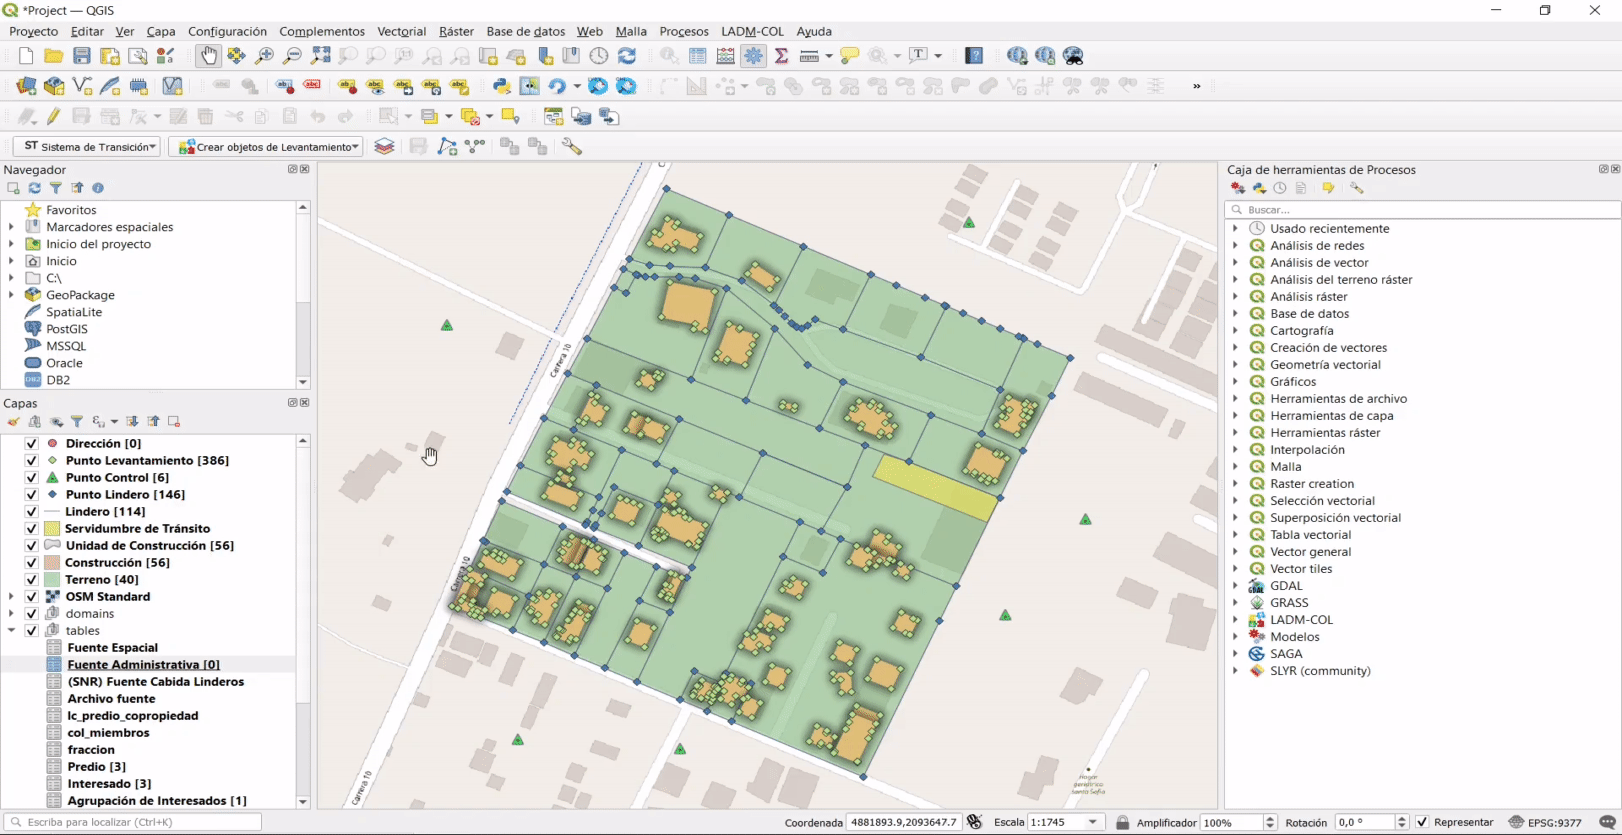 *Project — QGIS
Proyecto Editar Ver Capa Configuración Complementos Vectorial Ráster Base de datos Web Malla Procesos LADM-COL Ayuda
ST Sistema de Transición Crear objetos de Levantamiento
Navegador
Favoritos
Marcadores espaciales
Inicio del proyecto
Inicio
C:\
GeoPackage
SpatiaLite
PostGIS
MSSQL
Oracle
DB2
Capas
Dirección [0]
Punto Levantamiento [386]
Punto Control [6]
Punto Lindero [146]
Lindero [114]
Servidumbre de Tránsito
Unidad de Construcción [56]
Construcción [56]
Terreno [40]
OSM Standard
domains
tables
Fuente Espacial
Fuente Administrativa [0]
(SNR) Fuente Cabida Linderos
Archivo fuente
lc_predio_copropiedad
col_miembros
fraccion
Predio [3]
Interesado [3]
Agrupación de Interesados [1]
Carrera 10
Carrera 10
Carrera 10
Hogar
geriátrico
santa Sofía
Caja de herramientas de Procesos
Buscar...
Usado recientemente
Análisis de redes
Análisis de vector
Análisis del terreno ráster
Análisis ráster
Base de datos
Cartografía
Creación de vectores
Geometría vectorial
Gráficos
Herramientas de archivo
Herramientas de capa
Herramientas ráster
Interpolación
Malla
Raster creation
Selección vectorial
Superposición vectorial
Tabla vectorial
Vector general
Vector tiles
GDAL
GRASS
LADM-COL
Modelos
SAGA
SLYR (community)
Escriba para localizar (Ctrl+K)
Coordenada 4881893.9,2093647.7 Escala 1:1745 Amplificador 100% Rotación 0,0 ° Representar EPSG:9377